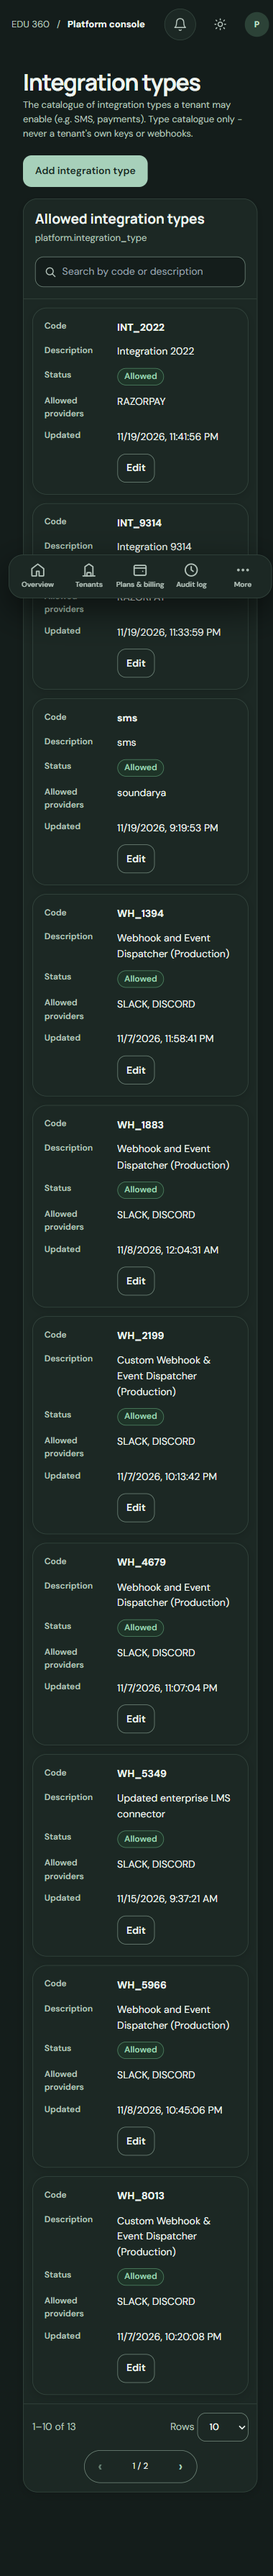 EDU 360 / Platform console
P
Integration types
The catalogue of integration types a tenant may
enable (e.g. SMS, payments). Type catalogue only -
never a tenant's own keys or webhooks.
Add integration type
Allowed integration types
platform.integration_type
Search by code or description
Code INT_2022
Description Integration 2022
Status Allowed
Allowed providers RAZORPAY
Updated 11/19/2026, 11:41:56 PM
Edit
Code INT_9314
Description Integration 9314
Overview Tenants Plans & billing Audit log More
providers
Updated 11/19/2026, 11:33:59 PM
Edit
Code sms
Description sms
Status Allowed
Allowed providers soundarya
Updated 11/19/2026, 9:19:53 PM
Edit
Code WH_1394
Description Webhook and Event
Dispatcher (Production)
Status Allowed
Allowed providers SLACK, DISCORD
Updated 11/7/2026, 11:58:41 PM
Edit
Code WH_1883
Description Webhook and Event
Dispatcher (Production)
Status Allowed
Allowed providers SLACK, DISCORD
Updated 11/8/2026, 12:04:31 AM
Edit
Code WH_2199
Description Custom Webhook &
Event Dispatcher
(Production)
Status Allowed
Allowed providers SLACK, DISCORD
Updated 11/7/2026, 10:13:42 PM
Edit
Code WH_4679
Description Webhook and Event
Dispatcher (Production)
Status Allowed
Allowed providers SLACK, DISCORD
Updated 11/7/2026, 11:07:04 PM
Edit
Code WH_5349
Description Updated enterprise LMS
connector
Status Allowed
Allowed providers SLACK, DISCORD
Updated 11/15/2026, 9:37:21 AM
Edit
Code WH_5966
Description Webhook and Event
Dispatcher (Production)
Status Allowed
Allowed providers SLACK, DISCORD
Updated 11/8/2026, 10:45:06 PM
Edit
Code WH_8013
Description Custom Webhook &
Event Dispatcher
(Production)
Status Allowed
Allowed providers SLACK, DISCORD
Updated 11/7/2026, 10:20:08 PM
Edit
1–10 of 13 Rows 10
‹ 1 / 2 ›